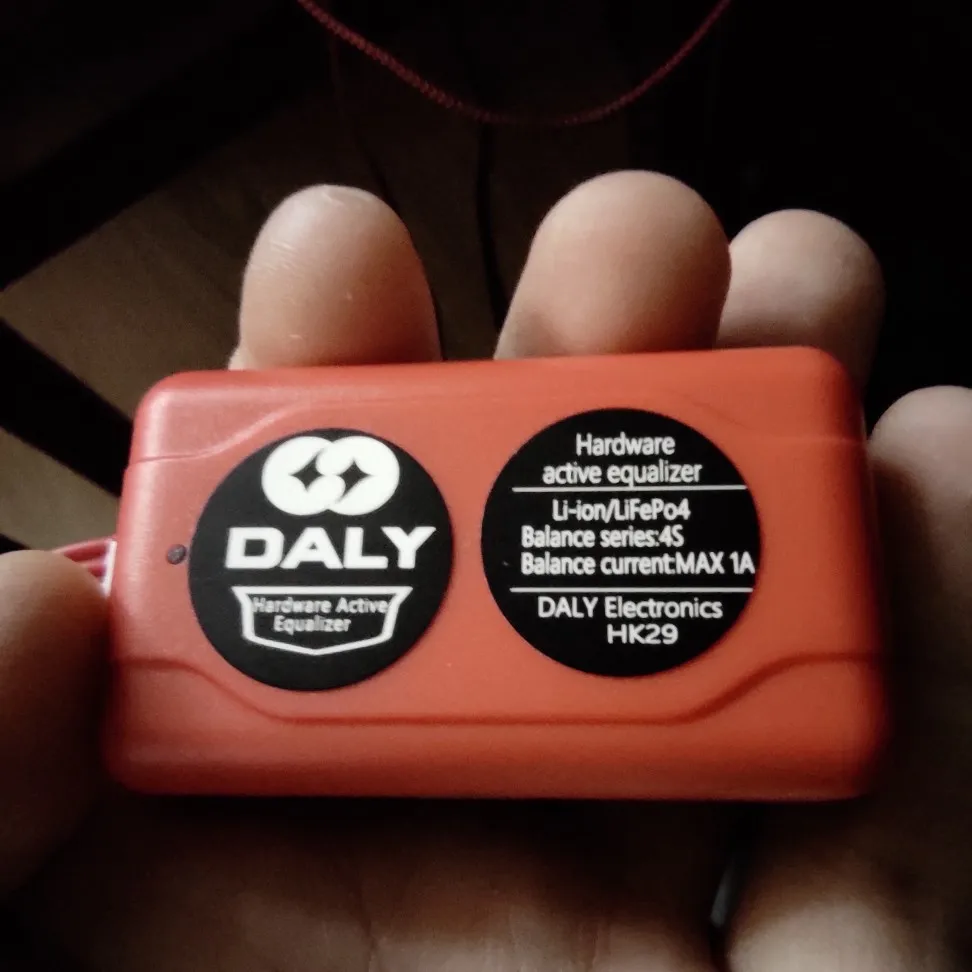 DALY
Hardware Active
Equalizer
Hardware
active equalizer
Li-ion/LiFePo4
Balance series:4S
Balance current:MAX 1A
DALY Electronics
HK29